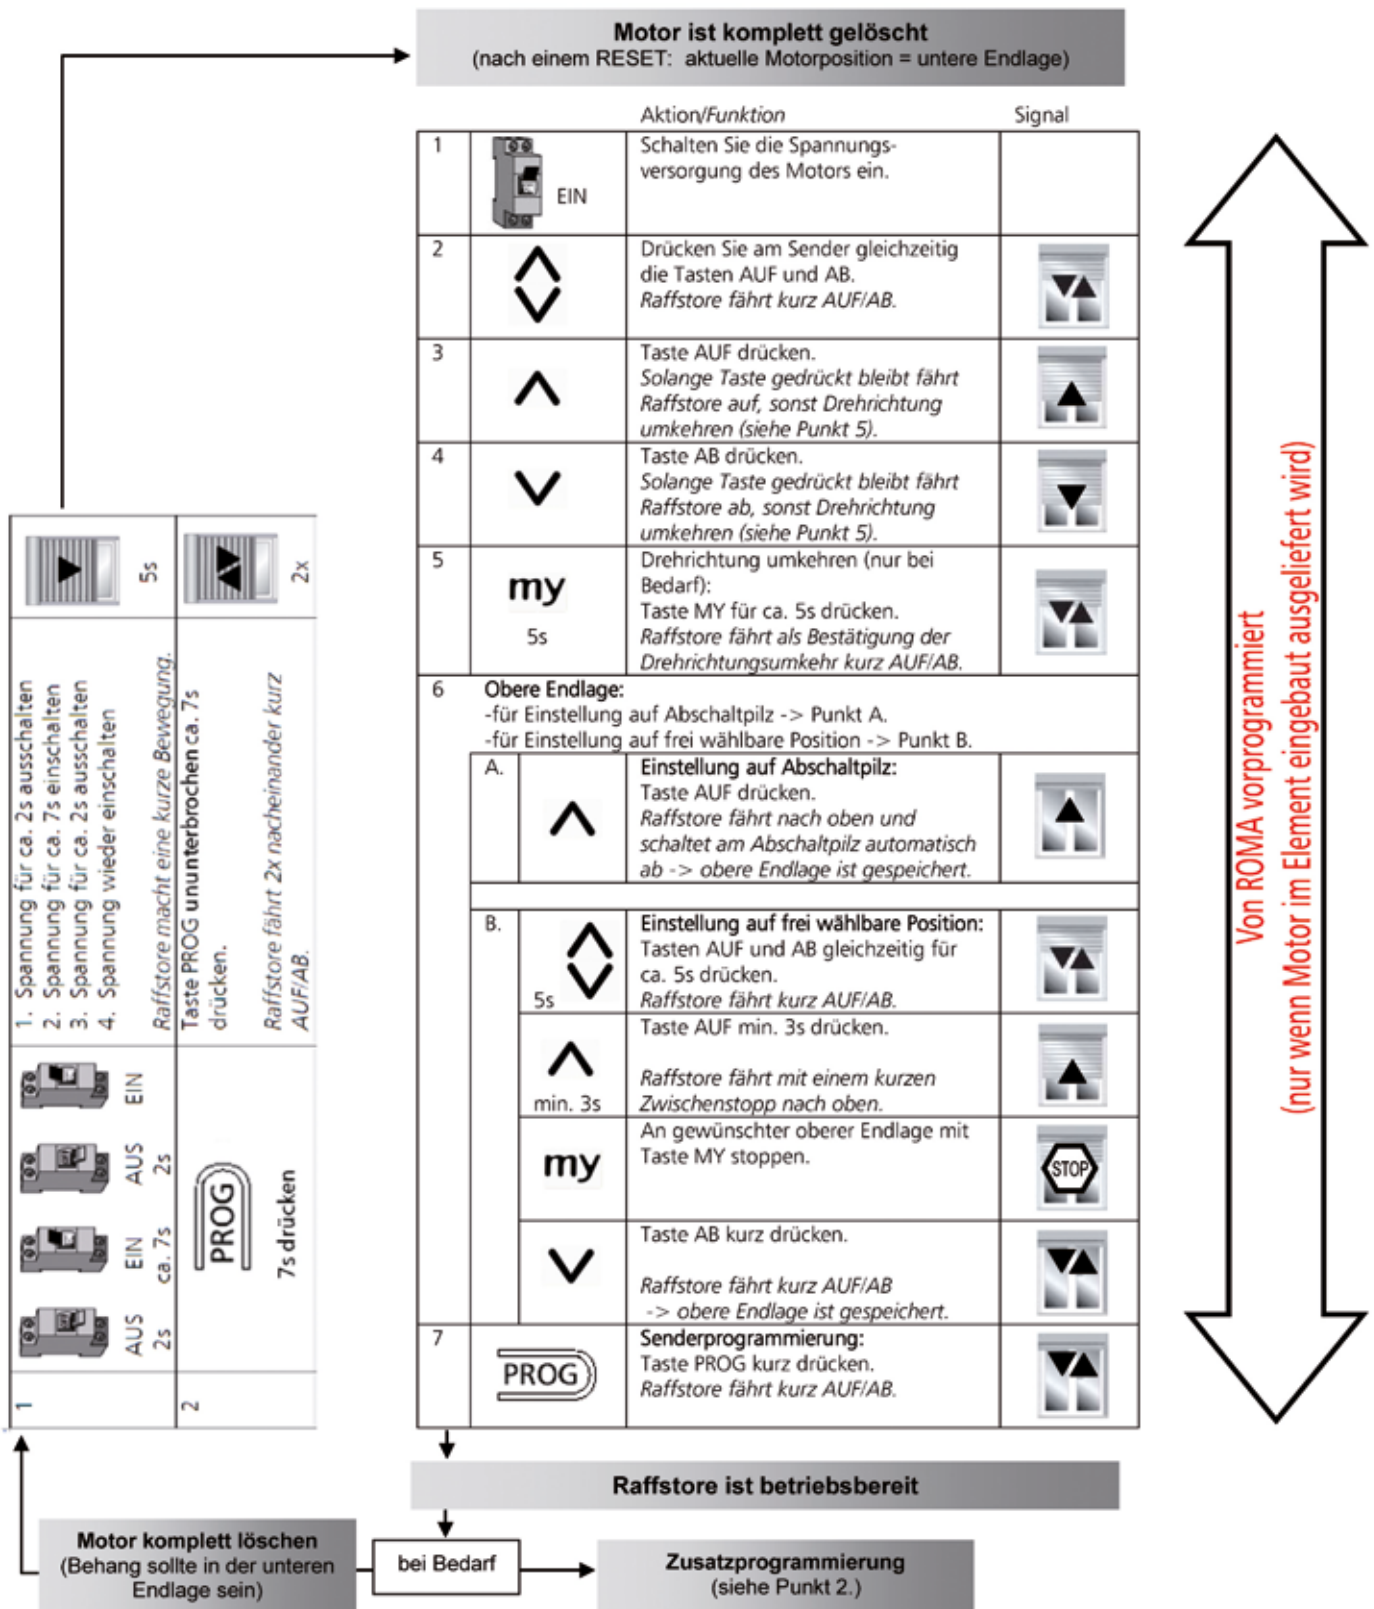 Motor ist komplett gelöscht
(nach einem RESET: aktuelle Motorposition = untere Endlage)
Aktion/Funktion
Signal
1
EIN
Schalten Sie die Spannungs-
versorgung des Motors ein.
2
Drücken Sie am Sender gleichzeitig
die Tasten AUF und AB.
Raffstore fährt kurz AUF/AB.
3
Taste AUF drücken.
Solange Taste gedrückt bleibt fährt
Raffstore auf, sonst Drehrichtung
umkehren (siehe Punkt 5).
4
Taste AB drücken.
Solange Taste gedrückt bleibt fährt
Raffstore ab, sonst Drehrichtung
umkehren (siehe Punkt 5).
5
my
5s
Drehrichtung umkehren (nur bei
Bedarf):
Taste MY für ca. 5s drücken.
Raffstore fährt als Bestätigung der
Drehrichtungsumkehr kurz AUF/AB.
6
Obere Endlage:
-für Einstellung auf Abschaltpilz -> Punkt A.
-für Einstellung auf frei wählbare Position -> Punkt B.
A.
Einstellung auf Abschaltpilz:
Taste AUF drücken.
Raffstore fährt nach oben und
schaltet am Abschaltpilz automatisch
ab -> obere Endlage ist gespeichert.
B.
5s
Einstellung auf frei wählbare Position:
Tasten AUF und AB gleichzeitig für
ca. 5s drücken.
Raffstore fährt kurz AUF/AB.
min. 3s
Taste AUF min. 3s drücken.
Raffstore fährt mit einem kurzen
Zwischenstopp nach oben.
my
An gewünschter oberer Endlage mit
Taste MY stoppen.
STOP
Taste AB kurz drücken.
Raffstore fährt kurz AUF/AB
-> obere Endlage ist gespeichert.
7
PROG
Senderprogrammierung:
Taste PROG kurz drücken.
Raffstore fährt kurz AUF/AB.
Von ROMA vorprogrammiert
(nur wenn Motor im Element eingebaut ausgeliefert wird)
Raffstore ist betriebsbereit
bei Bedarf
Zusatzprogrammierung
(siehe Punkt 2.)
Motor komplett löschen
(Behang sollte in der unteren
Endlage sein)
1
AUS
2s
EIN
ca. 7s
AUS
2s
EIN
1. Spannung für ca. 2s ausschalten
2. Spannung für ca. 7s einschalten
3. Spannung für ca. 2s ausschalten
4. Spannung wieder einschalten
Raffstore macht eine kurze Bewegung.
5s
2
PROG
7s drücken
Taste PROG ununterbrochen ca. 7s
drücken.
Raffstore fährt 2x nacheinander kurz
AUF/AB.
2x